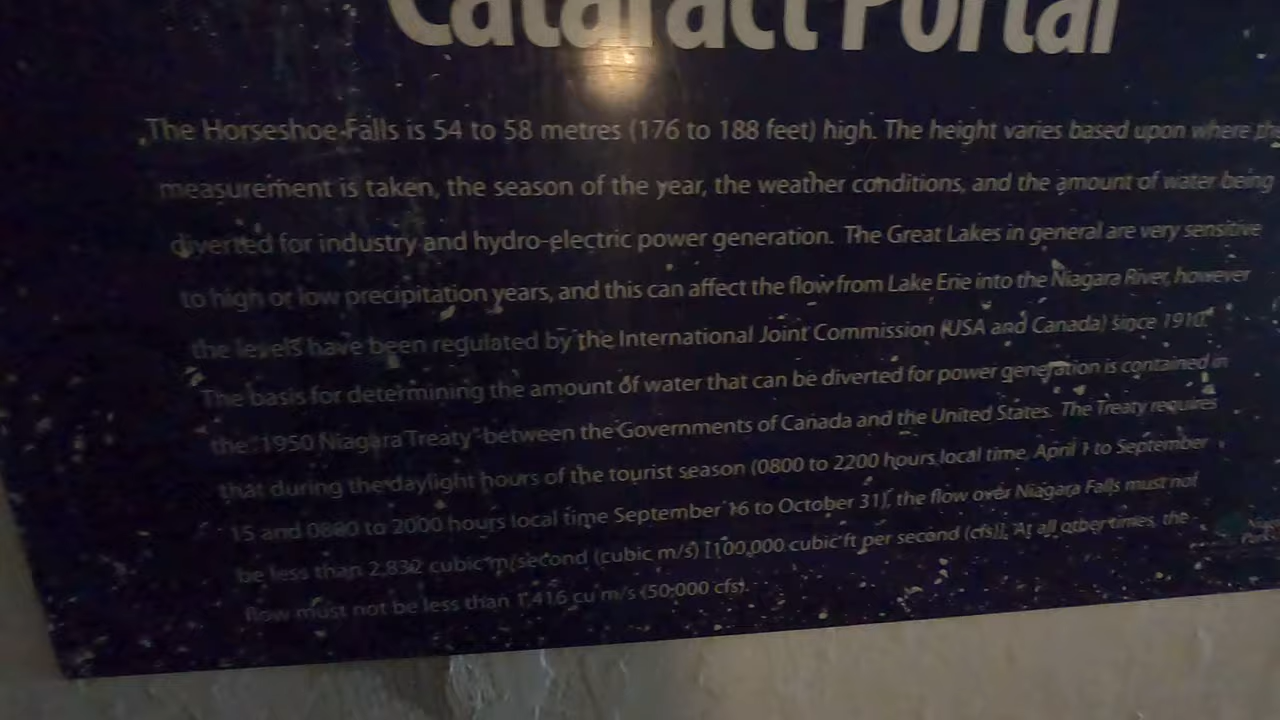 Cataract Portal
The Horseshoe Falls is 54 to 58 metres (176 to 188 feet) high. The height varies based upon where the
measurement is taken, the season of the year, the weather conditions, and the amount of water being
diverted for industry and hydro-electric power generation. The Great Lakes in general are very sensitive
to high or low precipitation years, and this can affect the flow from Lake Erie into the Niagara River, however
the levels have been regulated by the International Joint Commission (USA and Canada) since 1910.
The basis for determining the amount of water that can be diverted for power generation is contained in
the "1950 Niagara Treaty" between the Governments of Canada and the United States. The Treaty requires
that during the daylight hours of the tourist season (0800 to 2200 hours local time, April 1 to September
15 and 0800 to 2000 hours local time September 16 to October 31), the flow over Niagara Falls must not
be less than 2,832 cubic m/second (cubic m/s) [100,000 cubic ft per second (cfs)]. At all other times, the
flow must not be less than 1,416 cu m/s (50,000 cfs).